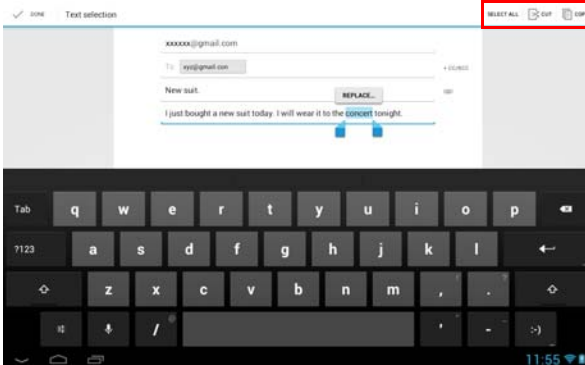 DONE Text selection SELECT ALL CUT COP
xxxxxx@gmail.com
TO xyz@gmail.com + CC/BCC
New suit.
REPLACE...
I just bought a new suit today. I will wear it to the concert tonight.
Tab q w e r t y u i o p
?123 a s d f g h j k l
z x c v b n m , .
/ @ ' - :-)
11:55